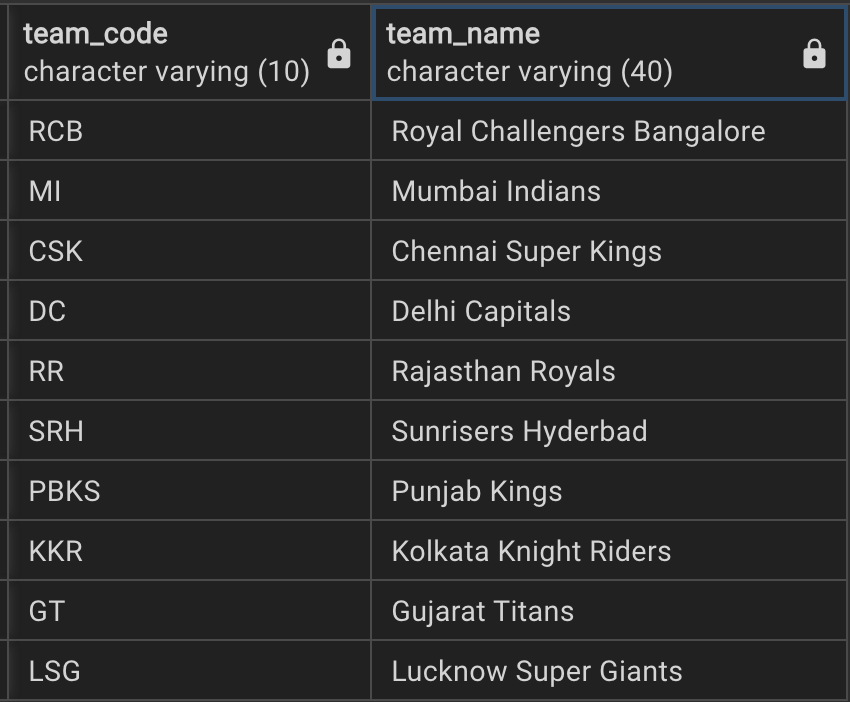 team_code team_name
character varying (10) character varying (40)
RCB Royal Challengers Bangalore
MI Mumbai Indians
CSK Chennai Super Kings
DC Delhi Capitals
RR Rajasthan Royals
SRH Sunrisers Hyderbad
PBKS Punjab Kings
KKR Kolkata Knight Riders
GT Gujarat Titans
LSG Lucknow Super Giants